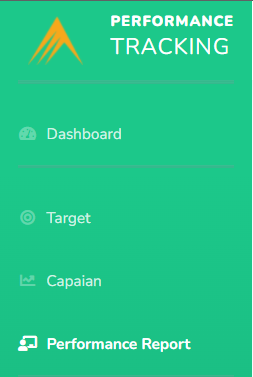 PERFORMANCE
TRACKING
Dashboard
Target
Capaian
Performance Report